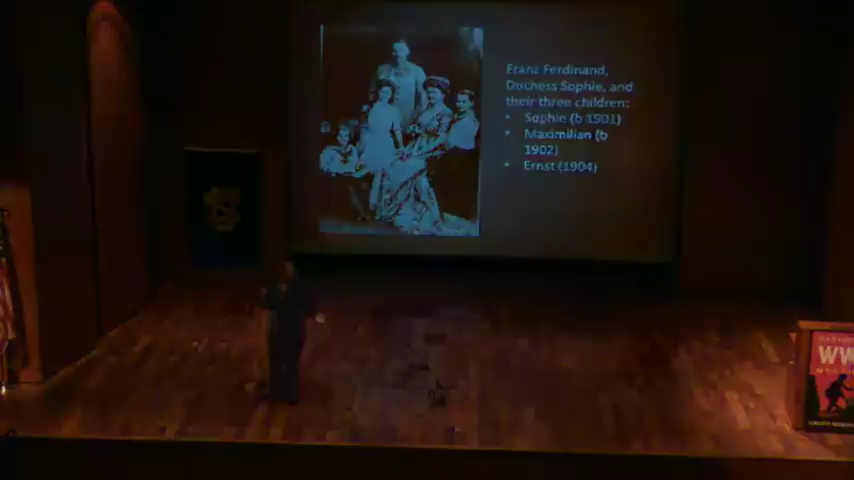 Franz Ferdinand,
Duchess Sophie, and
their three children:
• Sophie (b 1901)
• Maximilian (b
1902)
• Ernst (1904)
WW